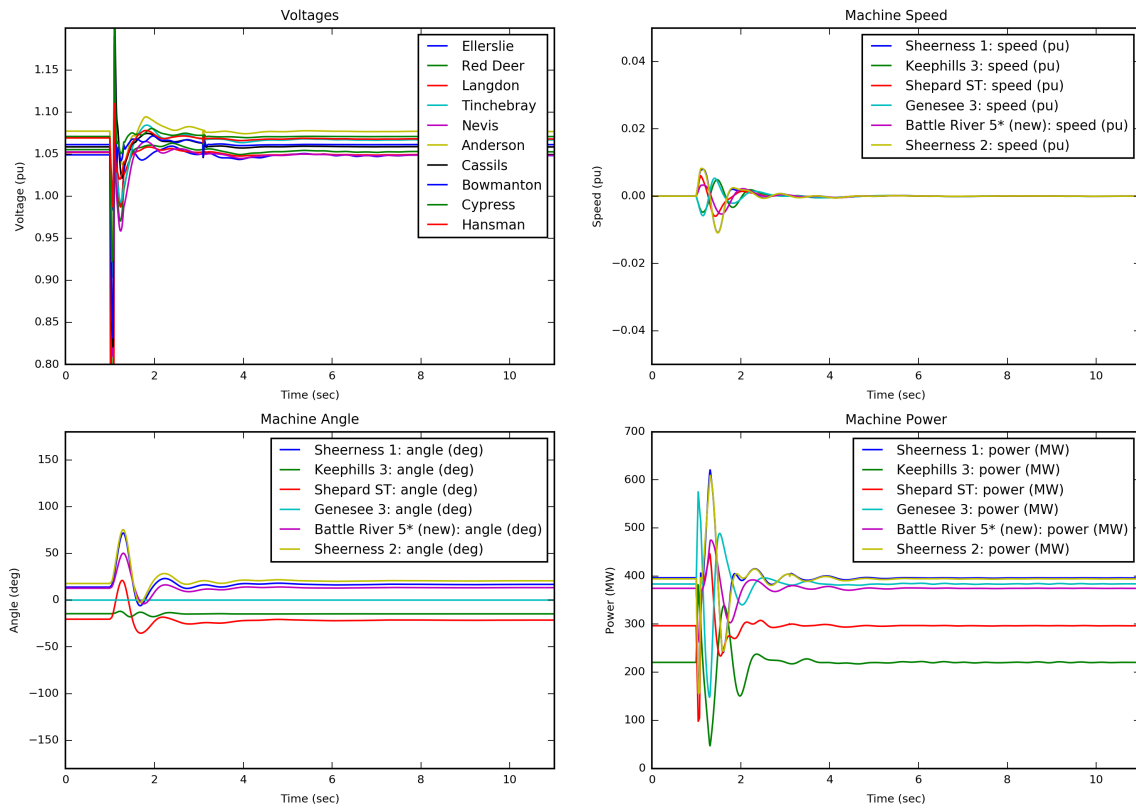 Voltages
1.15
1.10
1.05
1.00
0.95
0.90
0.85
0.80
Voltage (pu)
Ellerslie
Red Deer
Langdon
Tinchebray
Nevis
Anderson
Cassils
Bowmanton
Cypress
Hansman
0 2 4 6 8 10
Time (sec)
Machine Speed
0.04
0.02
0.00
−0.02
−0.04
Speed (pu)
Sheerness 1: speed (pu)
Keephills 3: speed (pu)
Shepard ST: speed (pu)
Genesee 3: speed (pu)
Battle River 5* (new): speed (pu)
Sheerness 2: speed (pu)
0 2 4 6 8 10
Time (sec)
Machine Angle
150
100
50
0
−50
−100
−150
Angle (deg)
Sheerness 1: angle (deg)
Keephills 3: angle (deg)
Shepard ST: angle (deg)
Genesee 3: angle (deg)
Battle River 5* (new): angle (deg)
Sheerness 2: angle (deg)
0 2 4 6 8 10
Time (sec)
Machine Power
700
600
500
400
300
200
100
0
Power (MW)
Sheerness 1: power (MW)
Keephills 3: power (MW)
Shepard ST: power (MW)
Genesee 3: power (MW)
Battle River 5* (new): power (MW)
Sheerness 2: power (MW)
0 2 4 6 8 10
Time (sec)